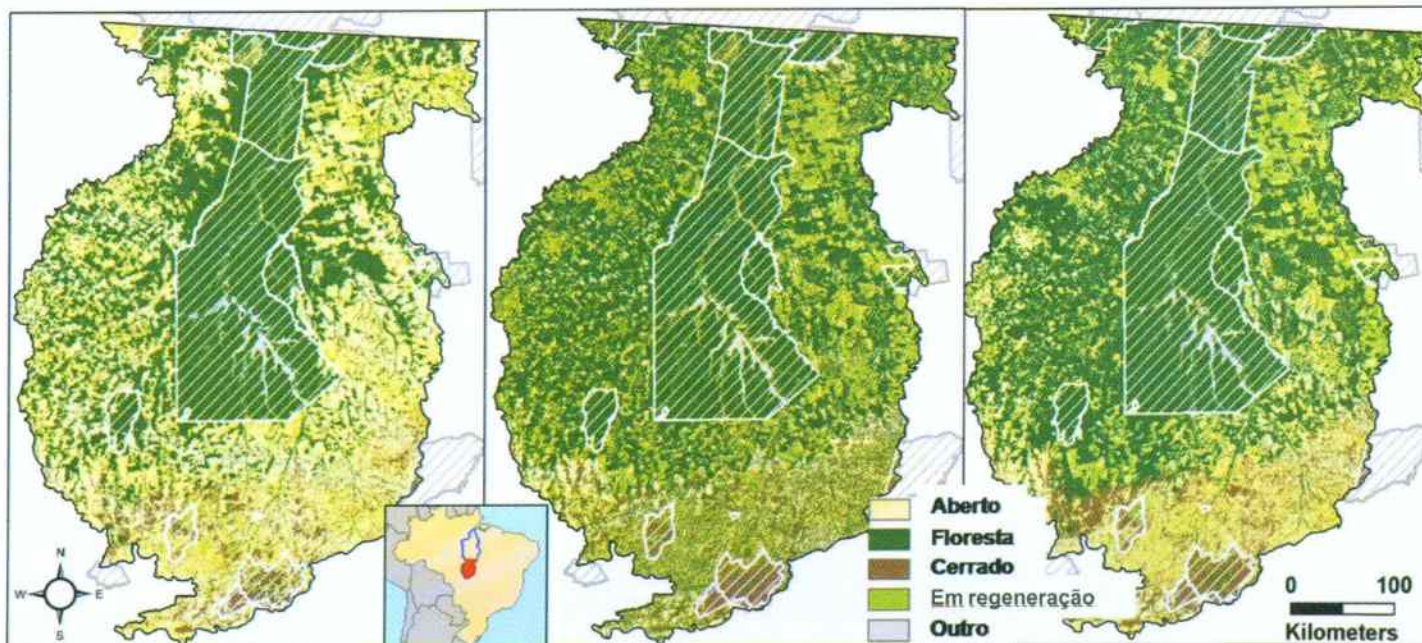 N
W E
S
Aberto
Floresta
Cerrado
Em regeneração
Outro
0 100
Kilometers